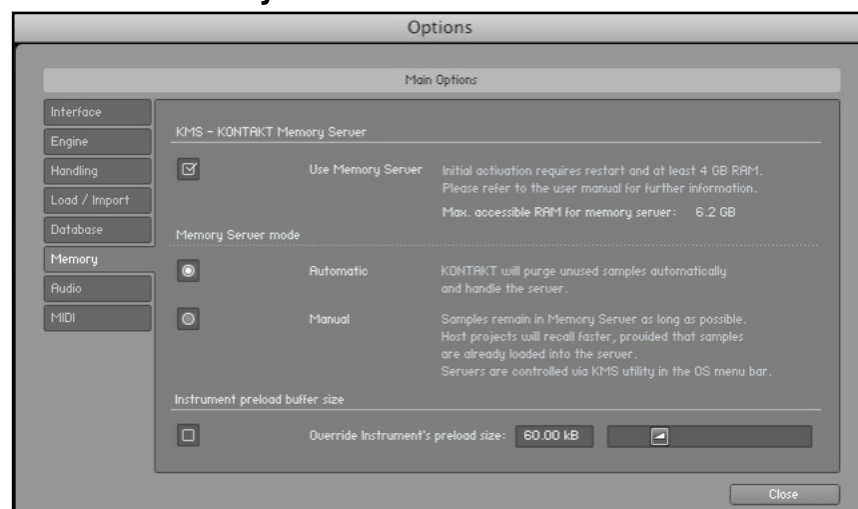 Options
Main Options
Interface
Engine
Handling
Load / Import
Database
Memory
Audio
MIDI
KMS - KONTAKT Memory Server
Use Memory Server
Initial activation requires restart and at least 4 GB RAM.
Please refer to the user manual for further information.
Max. accessible RAM for memory server: 6.2 GB
Memory Server mode
Automatic
KONTAKT will purge unused samples automatically
and handle the server.
Manual
Samples remain in Memory Server as long as possible.
Host projects will recall faster, provided that samples
are already loaded into the server.
Servers are controlled via KMS utility in the OS menu bar.
Instrument preload buffer size
Override Instrument's preload size: 60.00 kB
Close